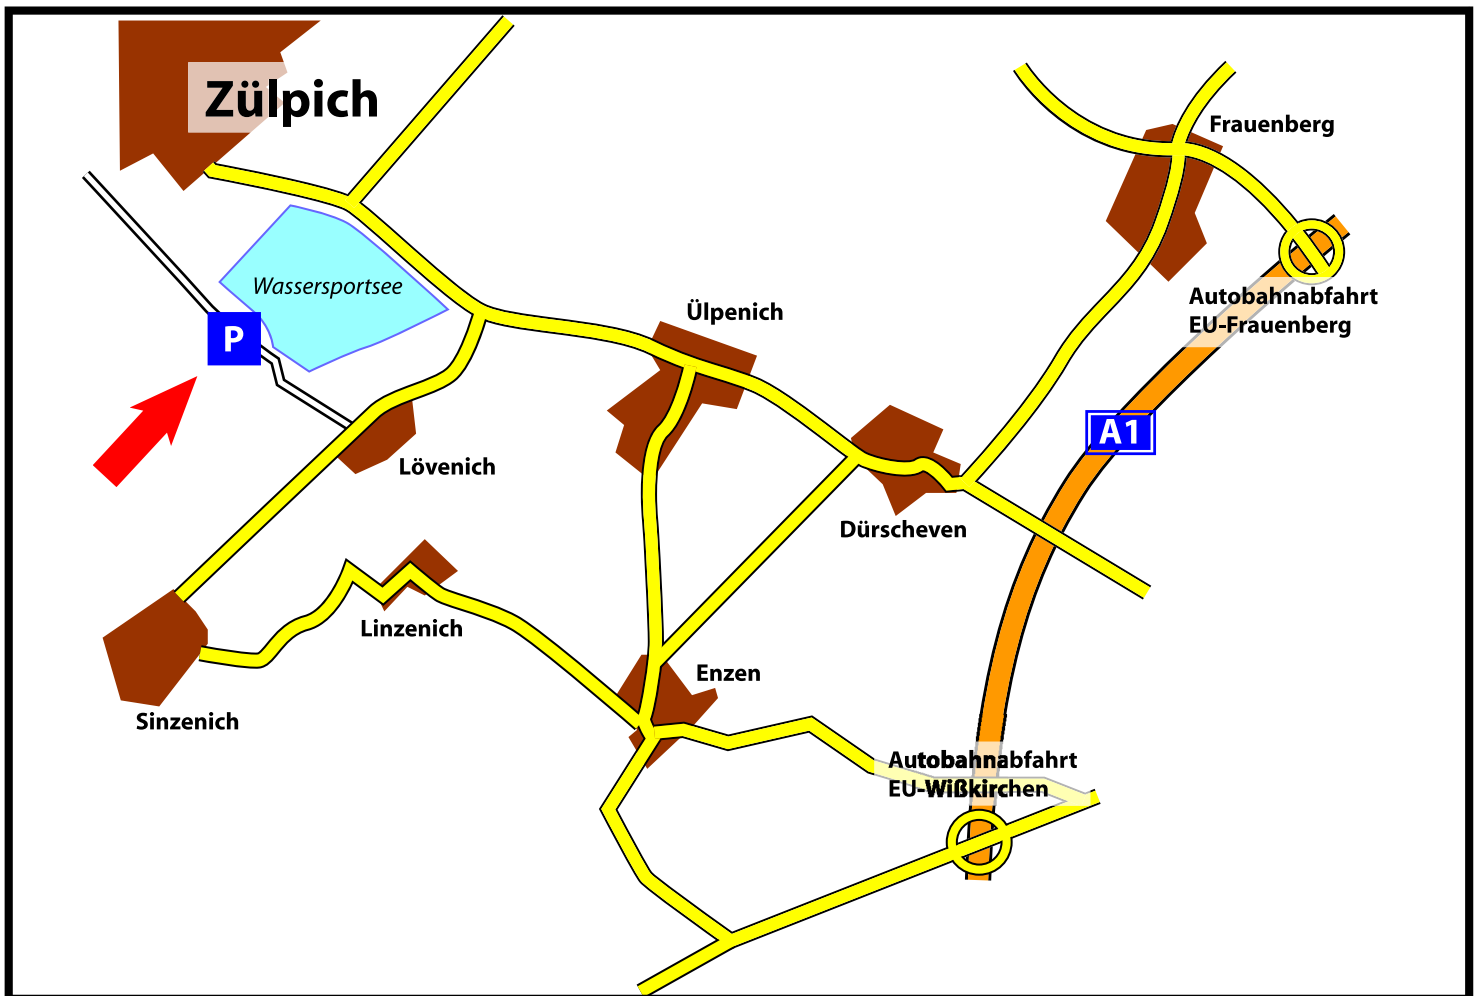 Zülpich
Frauenberg
Wassersportsee
Autobahnabfahrt
EU-Frauenberg
Ülpenich
P
A1
Lövenich
Dürscheven
Linzenich
Enzen
Sinzenich
Autobahnabfahrt
EU-Wißkirchen